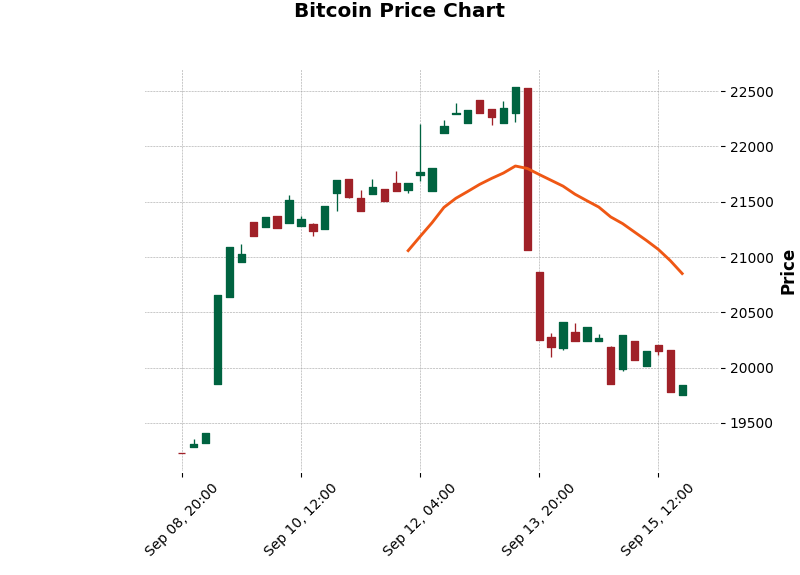 Bitcoin Price Chart
22500
22000
21500
21000
20500
20000
19500
Price
Sep 08, 20:00
Sep 10, 12:00
Sep 12, 04:00
Sep 13, 20:00
Sep 15, 12:00